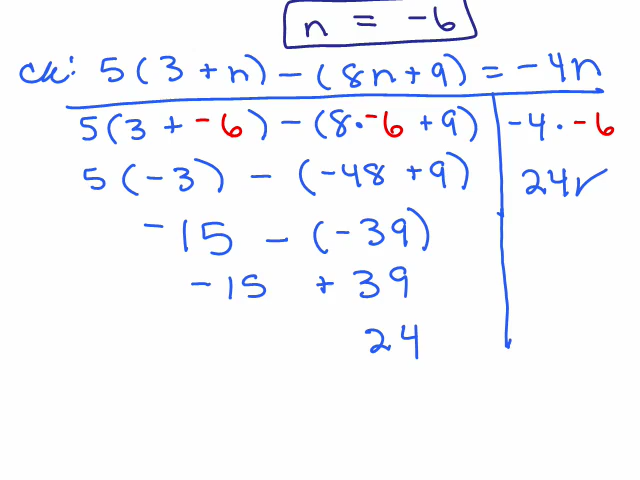 n = -6
ck: 5(3+n) - (8n+9) = -4n
5(3 + -6) - (8·-6 + 9) -4 · -6
5(-3) - (-48 + 9) 24✓
-15 - (-39)
-15 + 39
24